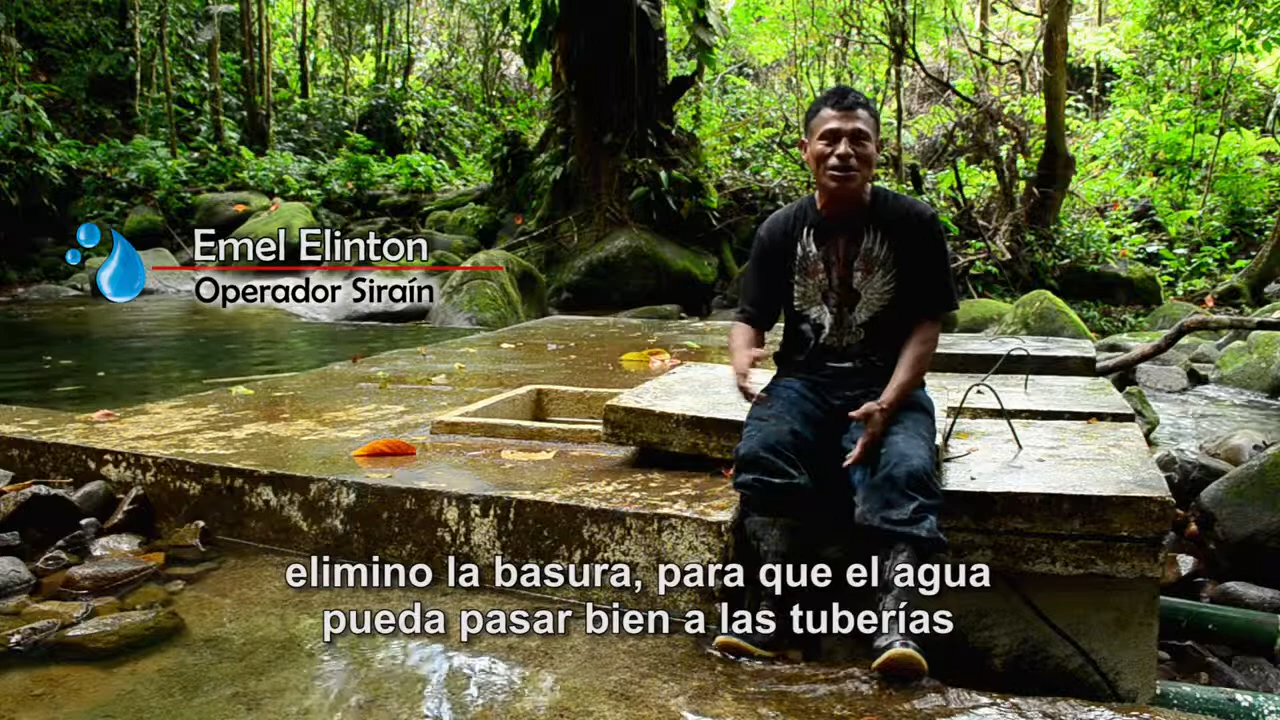 Emel Elinton
Operador Siraín
elimino la basura, para que el agua
pueda pasar bien a las tuberías